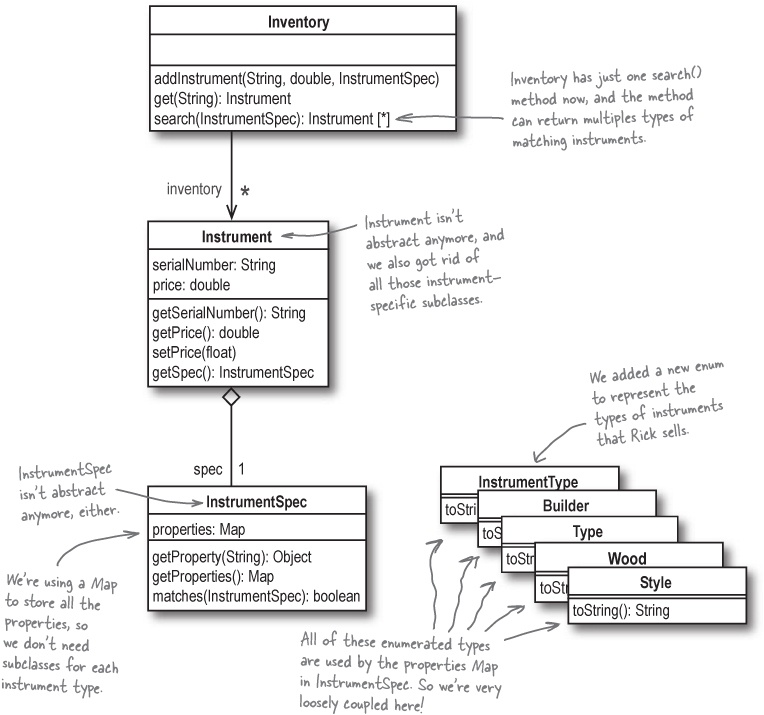 Inventory
addInstrument(String, double, InstrumentSpec)
get(String): Instrument
search(InstrumentSpec): Instrument [*]
Inventory has just one search()
method now, and the method
can return multiples types of
matching instruments.
inventory *
Instrument
serialNumber: String
price: double
getSerialNumber(): String
getPrice(): double
setPrice(float)
getSpec(): InstrumentSpec
Instrument isn't
abstract anymore, and
we also got rid of
all those instrument-
specific subclasses.
We added a new enum
to represent the
types of instruments
that Rick sells.
spec 1
InstrumentSpec
isn't abstract
anymore, either.
InstrumentSpec
properties: Map
getProperty(String): Object
getProperties(): Map
matches(InstrumentSpec): boolean
We're using a Map
to store all the
properties, so
we don't need
subclasses for each
instrument type.
InstrumentType
toStri
Builder
toS
Type
toStr
Wood
toStr
Style
toString(): String
All of these enumerated types
are used by the properties Map
in InstrumentSpec. So we're very
loosely coupled here!